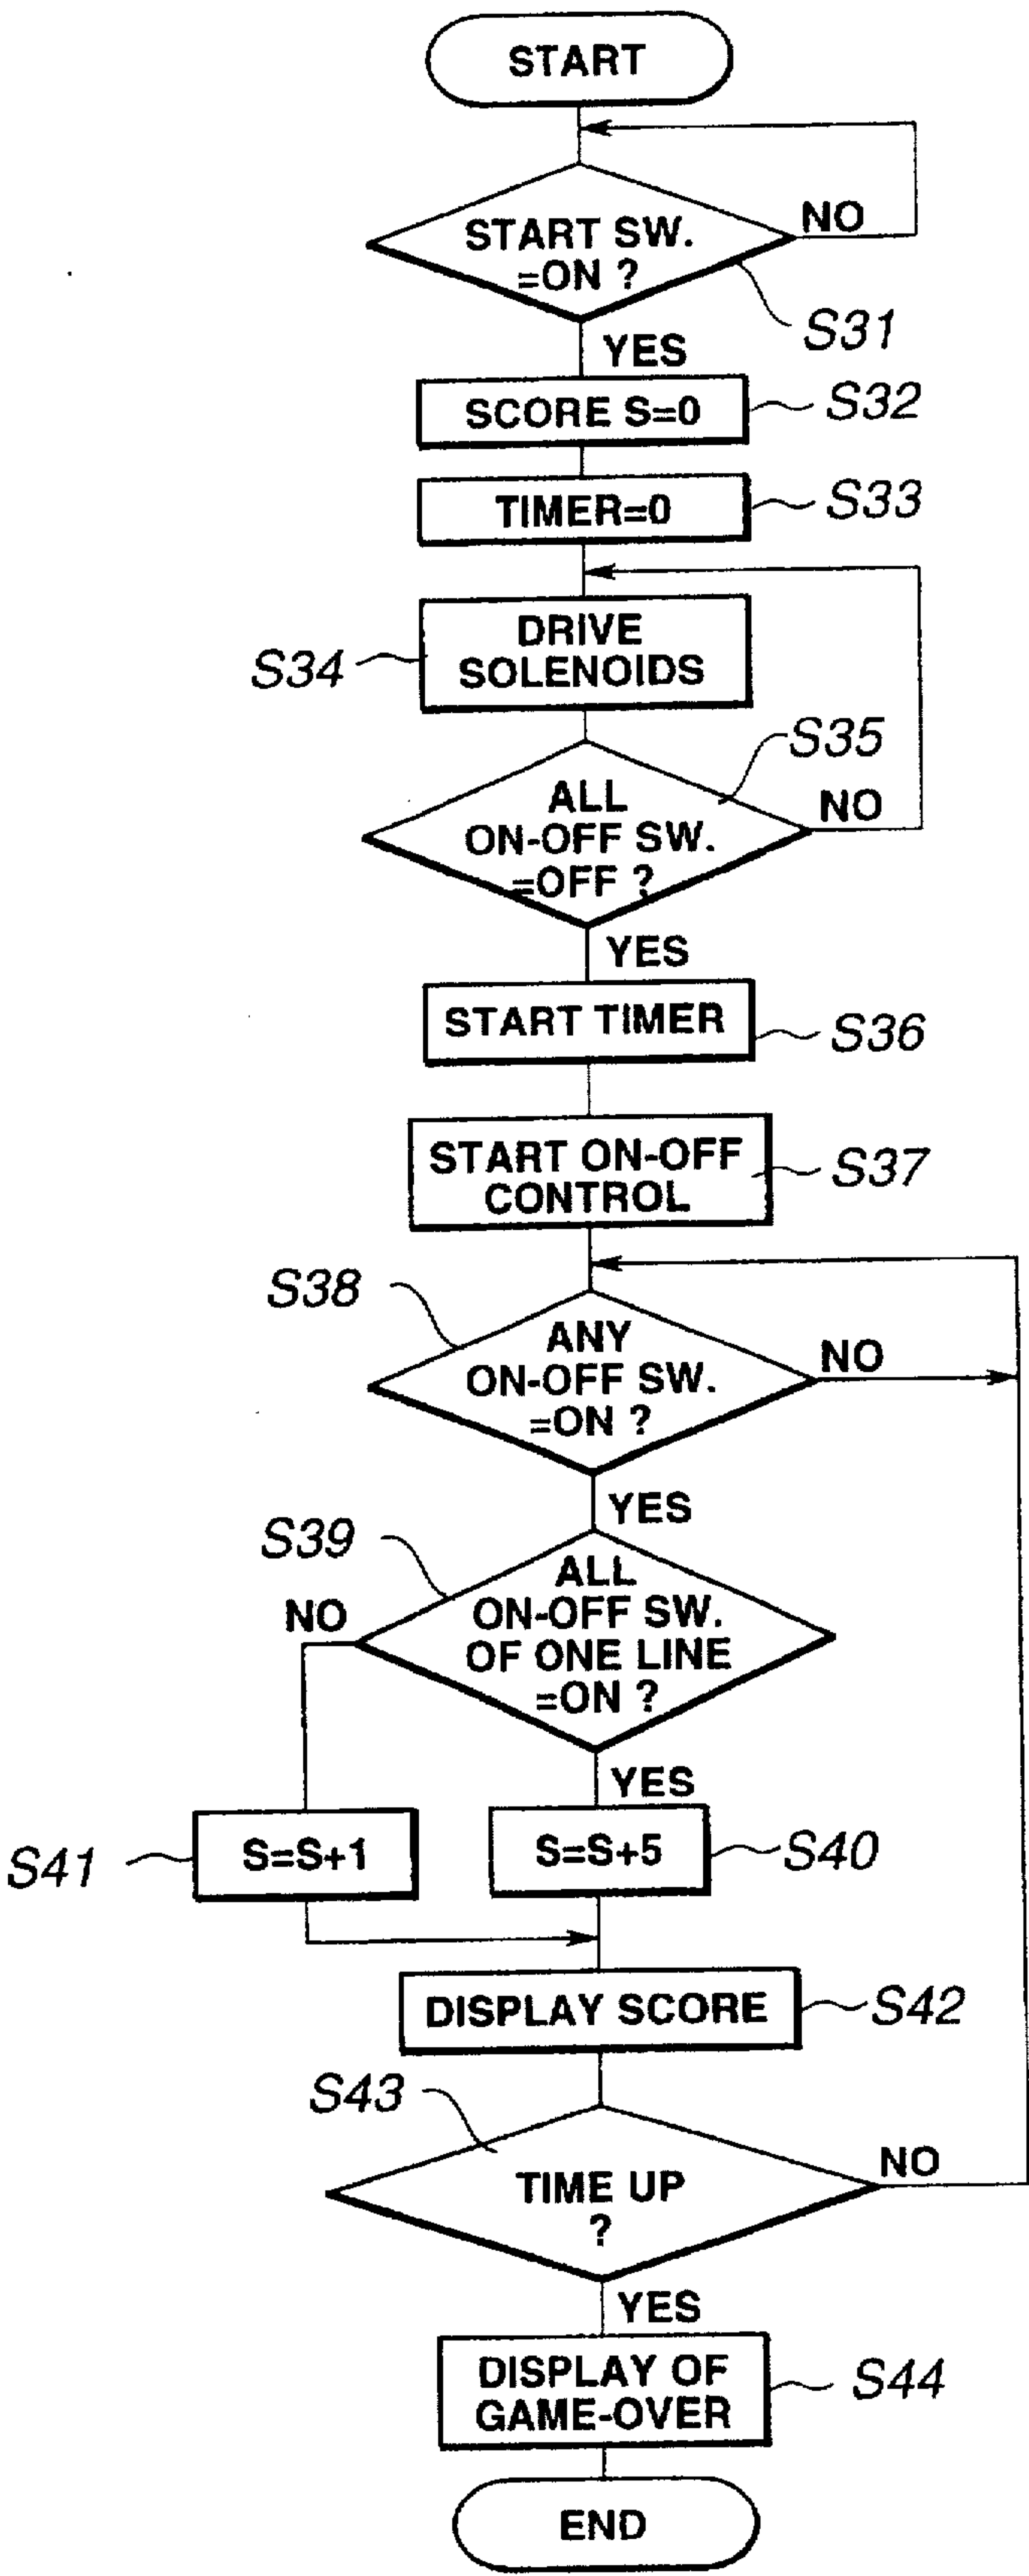 START
NO
START SW.
=ON ?
S31
YES
SCORE S=0
S32
TIMER=0
S33
DRIVE
SOLENOIDS
S34
S35
ALL
ON-OFF SW.
=OFF ?
NO
YES
START TIMER
S36
START ON-OFF
CONTROL
S37
S38
ANY
ON-OFF SW.
=ON ?
NO
YES
S39
NO
ALL
ON-OFF SW.
OF ONE LINE
=ON ?
YES
S41
S=S+1
S=S+5
S40
DISPLAY SCORE
S42
S43
TIME UP
?
NO
YES
DISPLAY OF
GAME-OVER
S44
END